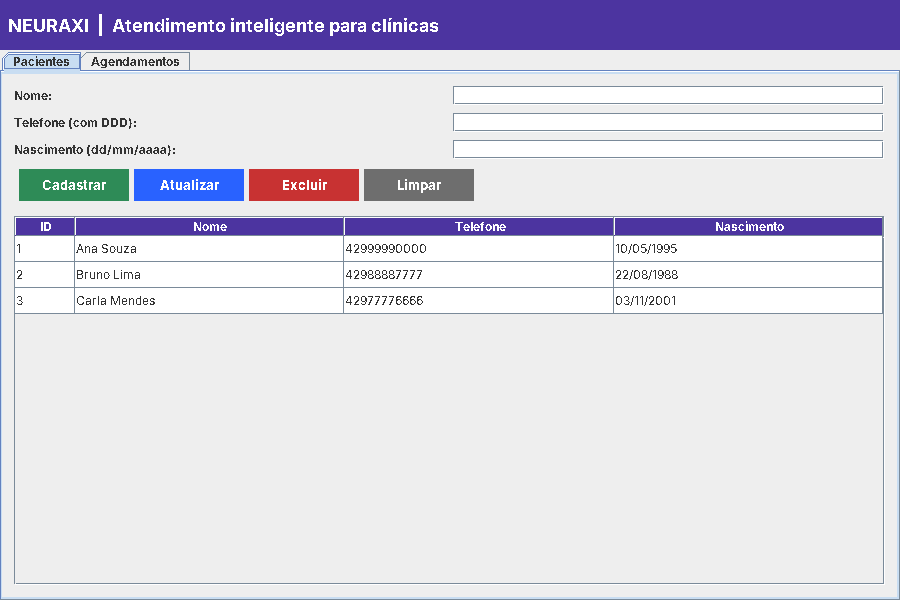 NEURAXI | Atendimento inteligente para clínicas
Pacientes Agendamentos
Nome:
Telefone (com DDD):
Nascimento (dd/mm/aaaa):
Cadastrar Atualizar Excluir Limpar
ID Nome Telefone Nascimento
1 Ana Souza 42999990000 10/05/1995
2 Bruno Lima 42988887777 22/08/1988
3 Carla Mendes 42977776666 03/11/2001